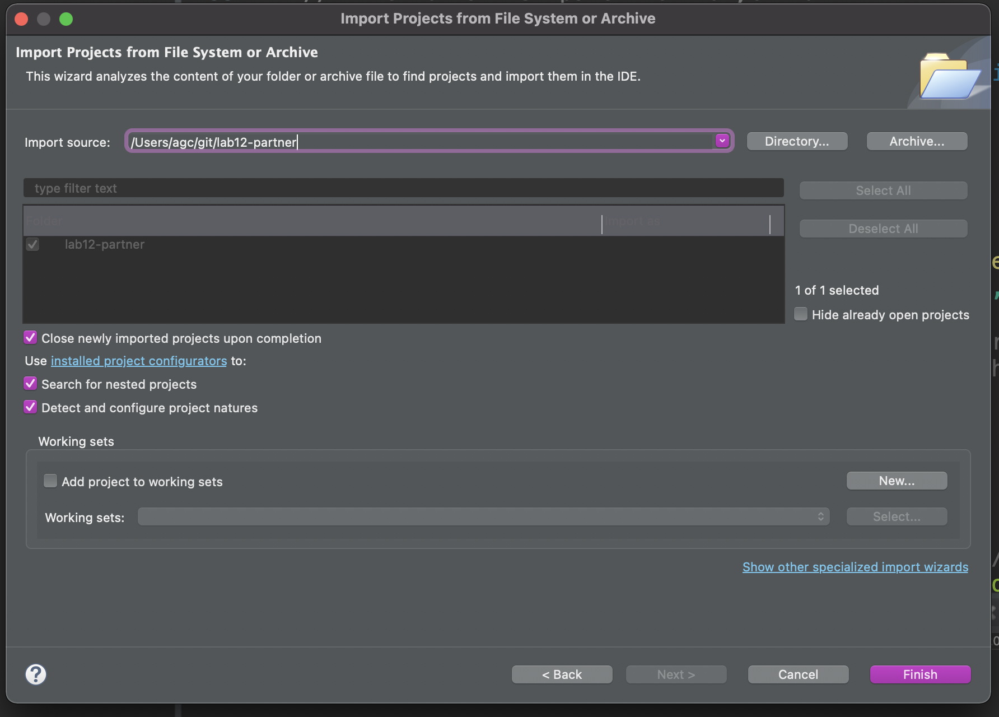 Import Projects from File System or Archive
Import Projects from File System or Archive
This wizard analyzes the content of your folder or archive file to find projects and import them in the IDE.
Import source: /Users/agc/git/lab12-partner Directory... Archive...
type filter text
Select All
Folder Import as
Deselect All
lab12-partner
1 of 1 selected
Hide already open projects
Close newly imported projects upon completion
Use installed project configurators to:
Search for nested projects
Detect and configure project natures
Working sets
Add project to working sets New...
Working sets: Select...
Show other specialized import wizards
? < Back Next > Cancel Finish